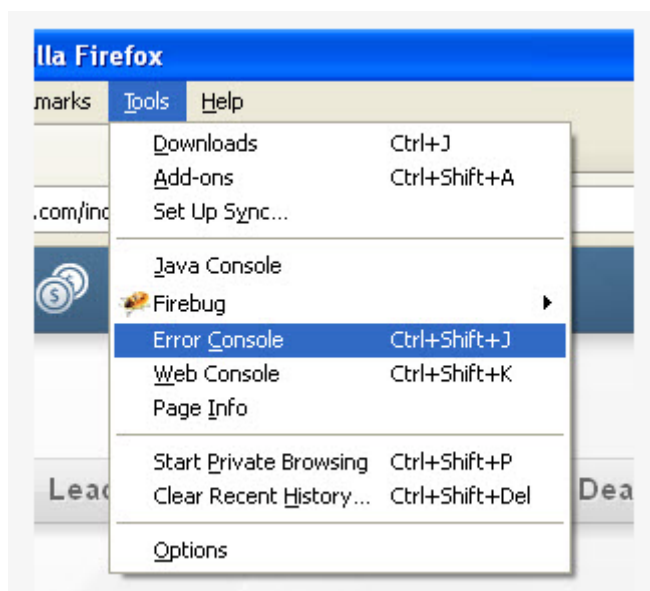 lla Firefox
marks Tools Help
Downloads Ctrl+J
Add-ons Ctrl+Shift+A
.com/inc Set Up Sync...
Java Console
$ Firebug
Error Console Ctrl+Shift+J
Web Console Ctrl+Shift+K
Page Info
Start Private Browsing Ctrl+Shift+P
Lead Clear Recent History... Ctrl+Shift+Del Dea
Options